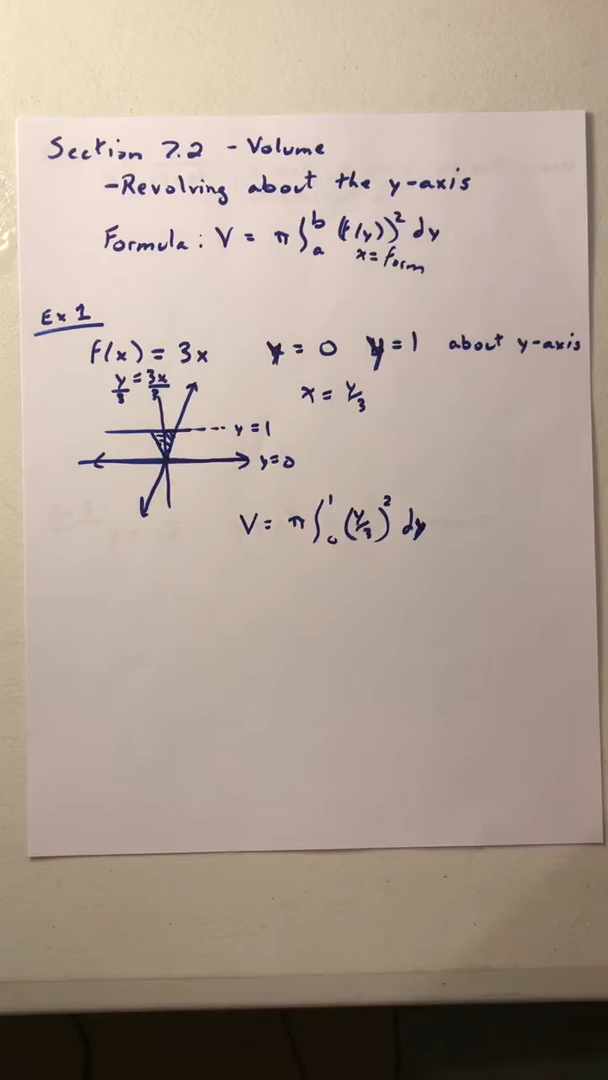 Section 7.2 - Volume
- Revolving about the y-axis
Formula: V = π∫ₐᵇ (f(y))² dy
x = form
Ex 1
f(x) = 3x y = 0 y = 1 about y-axis
y/3 = 3x/3 x = y/3
y = 1
y = 0
V = π∫₀¹ (y/3)² dy